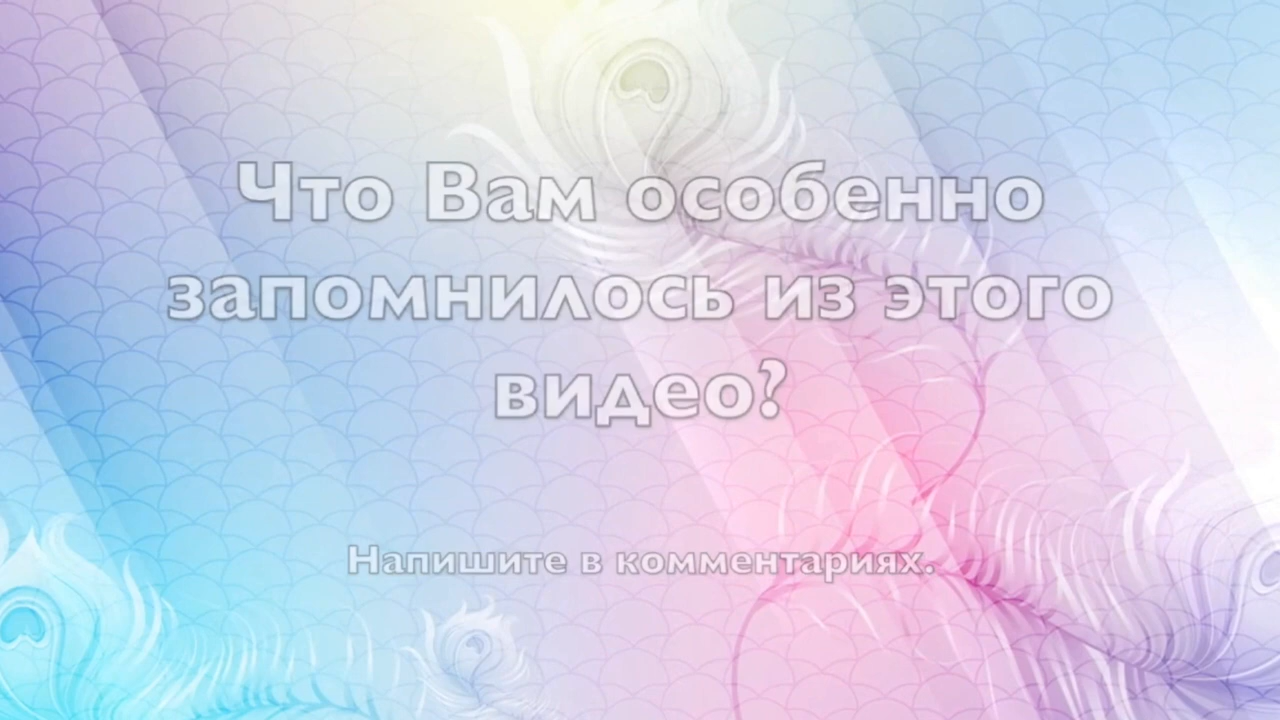 Что Вам особенно
запомнилось из этого
видео?
Напишите в комментариях.